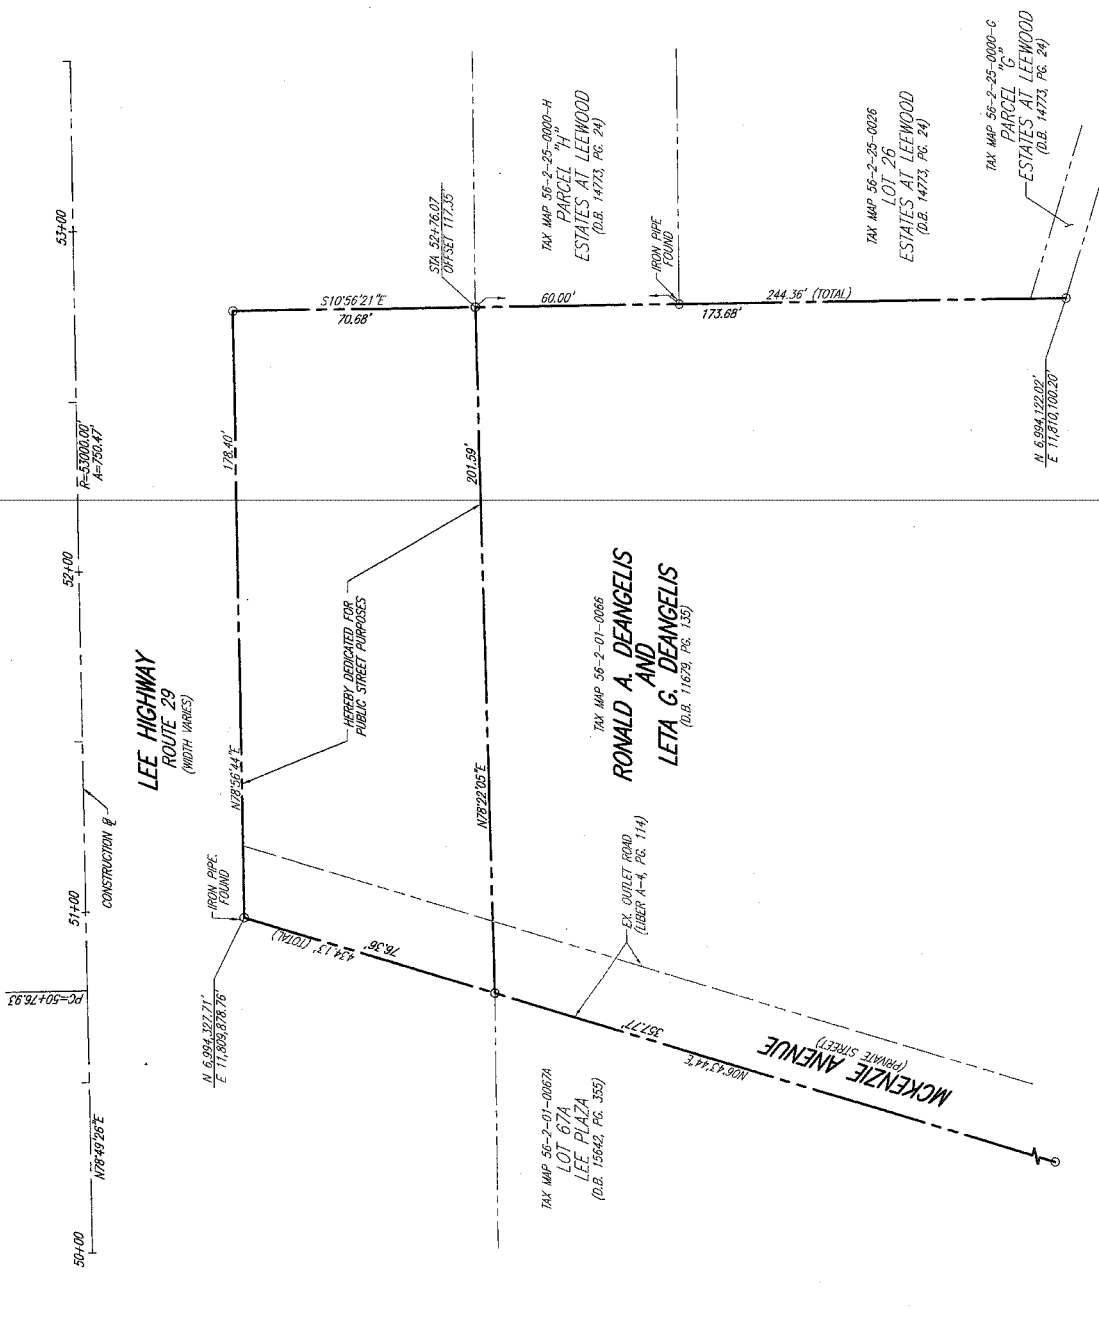 50+00
N78°49'26"E
PC=50+76.93
51+00
CONSTRUCTION ℄
52+00
R=53000.00'
A=750.47'
53+00
LEE HIGHWAY
ROUTE 29
(WIDTH VARIES)
N 6,994,327.71'
E 11,809,878.76'
IRON PIPE
FOUND
N78°56'44"E
178.40'
434.13' (TOTAL)
76.36'
HEREBY DEDICATED FOR
PUBLIC STREET PURPOSES
S10°56'21"E
70.68'
STA 52+76.07
OFFSET 117.35'
N78°22'05"E
201.59'
60.00'
IRON PIPE
FOUND
244.36' (TOTAL)
173.68'
TAX MAP 56-2-25-0000-H
PARCEL "H"
ESTATES AT LEEWOOD
(D.B. 14773, PG. 24)
TAX MAP 56-2-25-0026
LOT 26
ESTATES AT LEEWOOD
(D.B. 14773, PG. 24)
TAX MAP 56-2-25-0000-G
PARCEL "G"
ESTATES AT LEEWOOD
(D.B. 14773, PG. 24)
N 6,994,122.02'
E 11,810,100.20'
TAX MAP 56-2-01-0066
RONALD A. DEANGELIS
AND
LETA G. DEANGELIS
(D.B. 11679, PG. 135)
EX. OUTLET ROAD
(LIBER A-4, PG. 114)
357.77'
N06°43'44"E
MCKENZIE ANENUE
(PRIVATE STREET)
TAX MAP 56-2-01-0067A
LOT 67A
LEE PLAZA
(D.B. 15642, PG. 355)